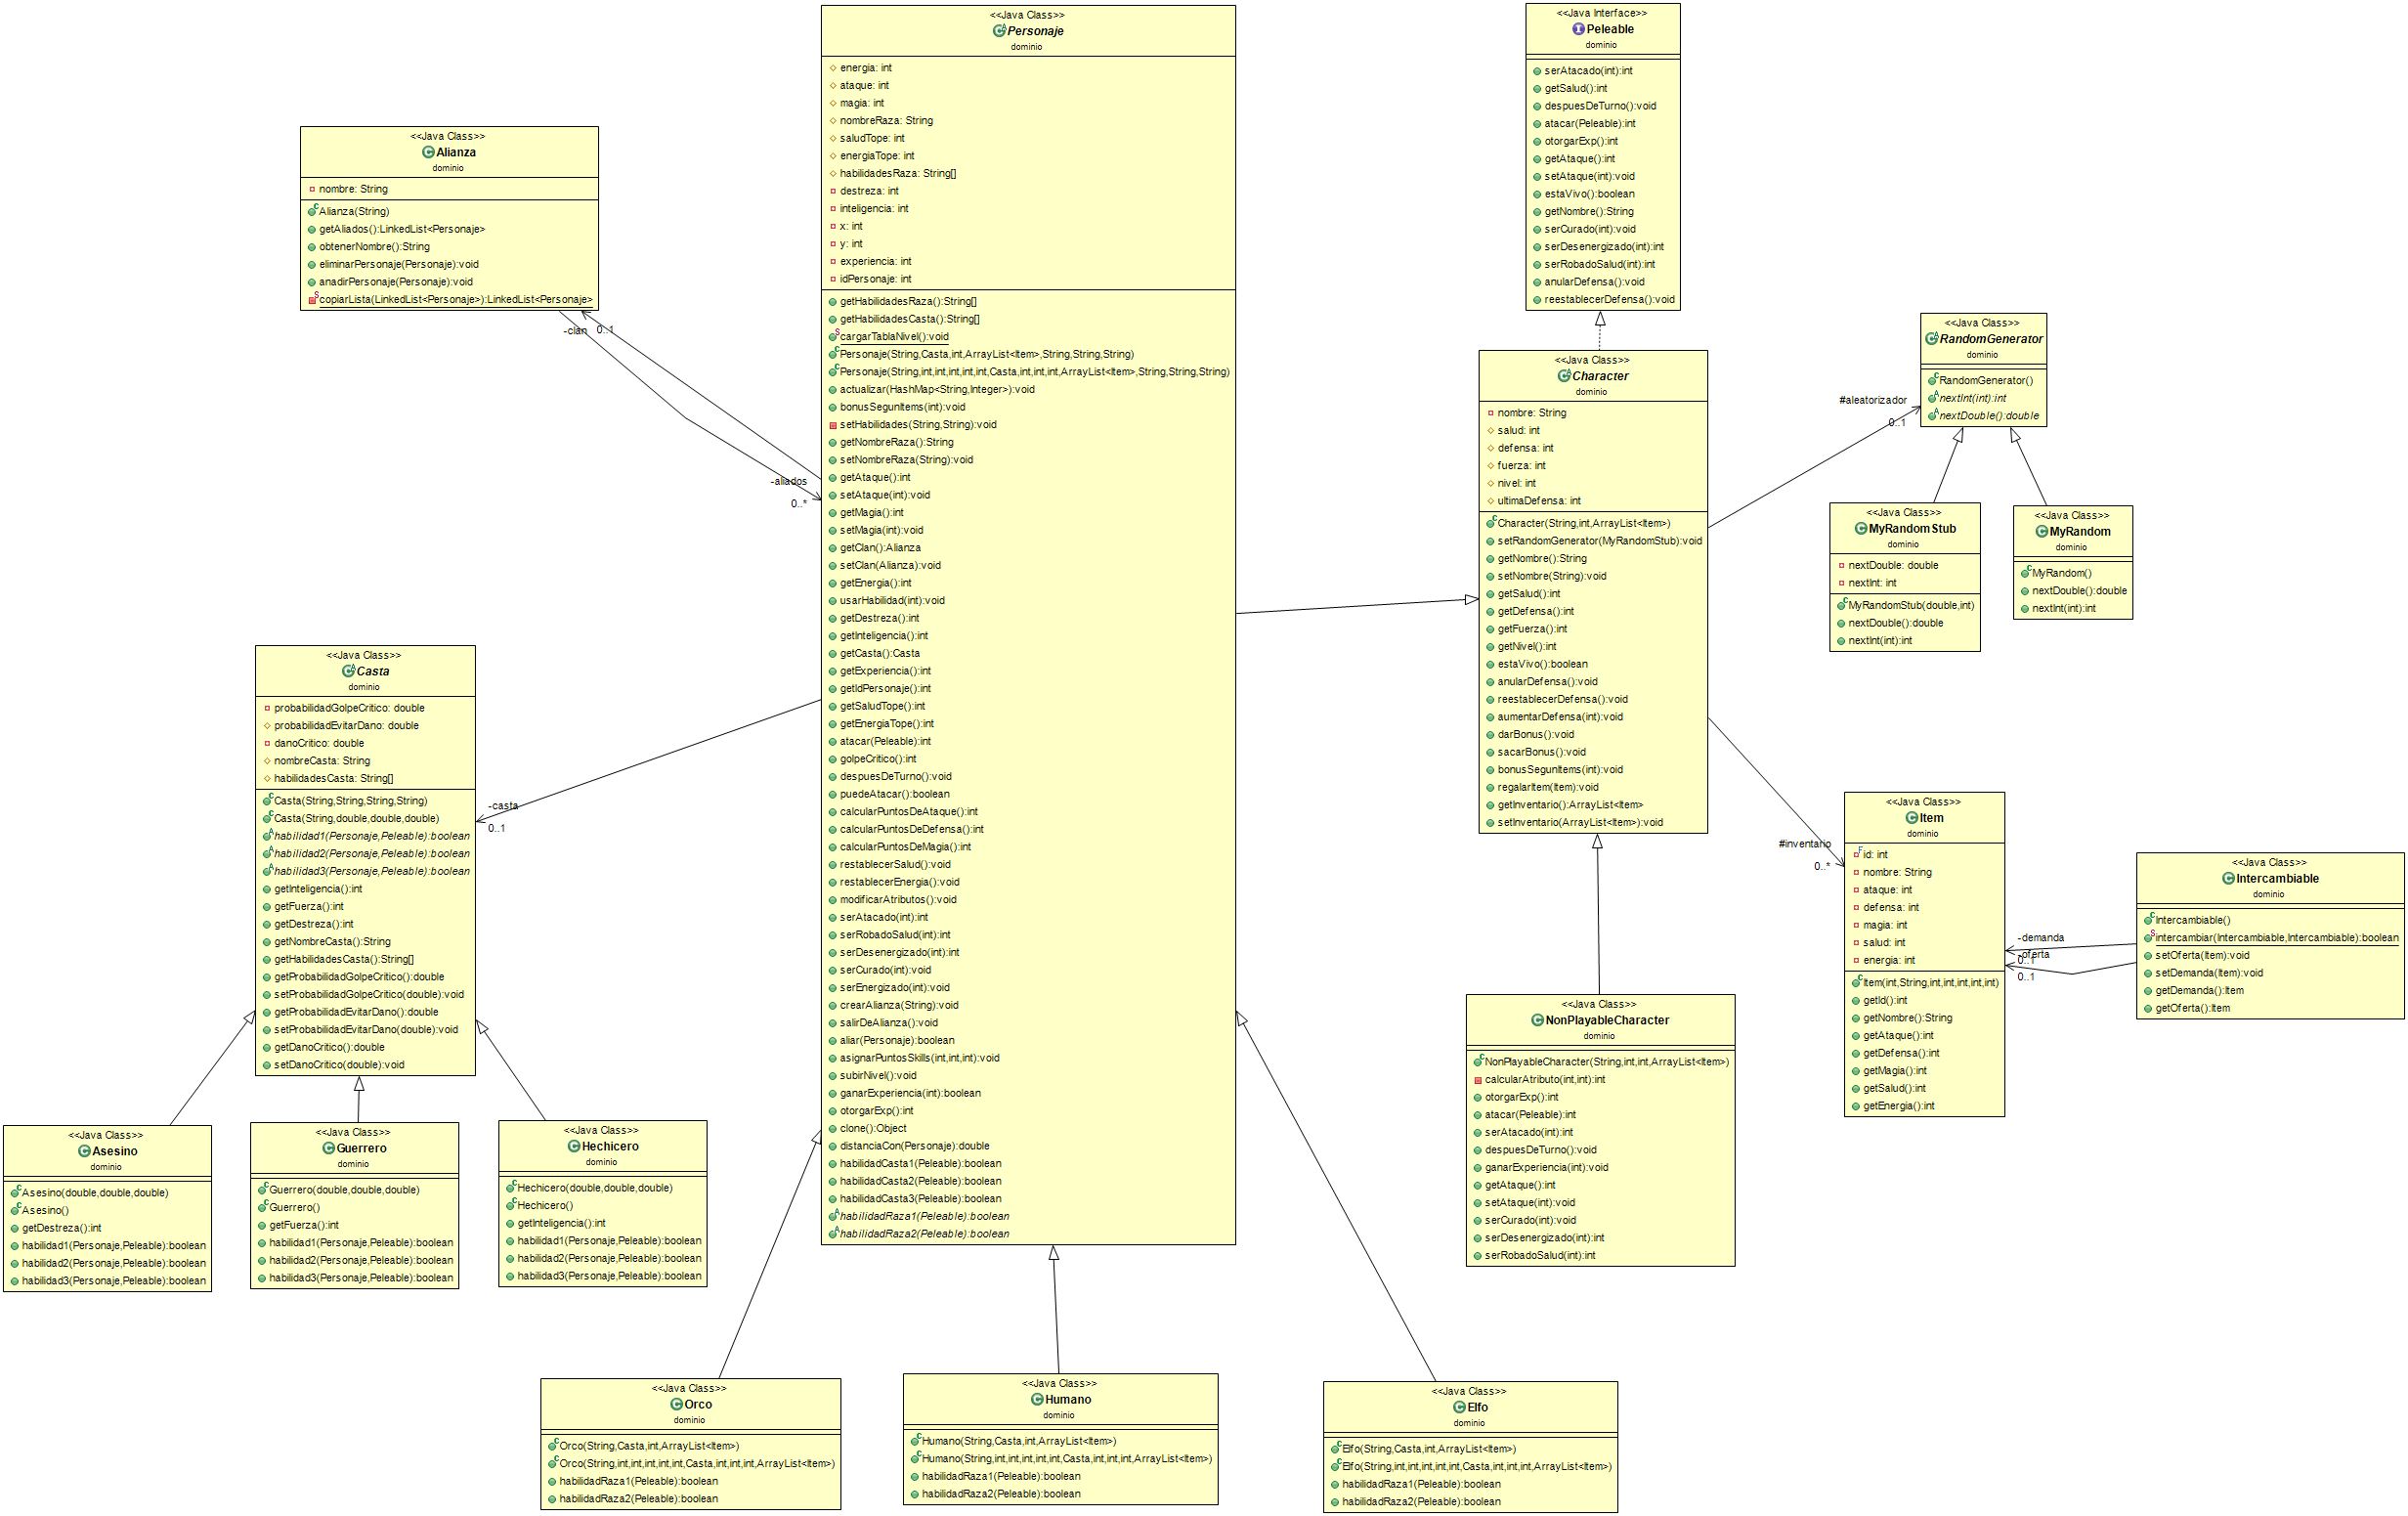 <<Java Class>>
Alianza
dominio
nombre: String
Alianza(String)
getAliados():LinkedList<Personaje>
obtenerNombre():String
eliminarPersonaje(Personaje):void
anadirPersonaje(Personaje):void
copiarLista(LinkedList<Personaje>):LinkedList<Personaje>
-clan
0..1
-aliados
0..*
<<Java Class>>
Personaje
dominio
energia: int
ataque: int
magia: int
nombreRaza: String
saludTope: int
energiaTope: int
habilidadesRaza: String[]
destreza: int
inteligencia: int
x: int
y: int
experiencia: int
idPersonaje: int
getHabilidadesRaza():String[]
getHabilidadesCasta():String[]
cargarTablaNivel():void
Personaje(String,Casta,int,ArrayList<Item>,String,String,String)
Personaje(String,int,int,int,int,int,Casta,int,int,int,ArrayList<Item>,String,String,String)
actualizar(HashMap<String,Integer>):void
bonusSegunItems(int):void
setHabilidades(String,String):void
getNombreRaza():String
setNombreRaza(String):void
getAtaque():int
setAtaque(int):void
getMagia():int
setMagia(int):void
getClan():Alianza
setClan(Alianza):void
getEnergia():int
usarHabilidad(int):void
getDestreza():int
getInteligencia():int
getCasta():Casta
getExperiencia():int
getIdPersonaje():int
getSaludTope():int
getEnergiaTope():int
atacar(Peleable):int
golpeCritico():int
despuesDeTurno():void
puedeAtacar():boolean
calcularPuntosDeAtaque():int
calcularPuntosDeDefensa():int
calcularPuntosDeMagia():int
restablecerSalud():void
restablecerEnergia():void
modificarAtributos():void
serAtacado(int):int
serRobadoSalud(int):int
serDesenergizado(int):int
serCurado(int):void
serEnergizado(int):void
crearAlianza(String):void
salirDeAlianza():void
aliar(Personaje):boolean
asignarPuntosSkills(int,int,int):void
subirNivel():void
ganarExperiencia(int):boolean
otorgarExp():int
clone():Object
distanciaCon(Personaje):double
habilidadCasta1(Peleable):boolean
habilidadCasta2(Peleable):boolean
habilidadCasta3(Peleable):boolean
habilidadRaza1(Peleable):boolean
habilidadRaza2(Peleable):boolean
<<Java Interface>>
Peleable
dominio
serAtacado(int):int
getSalud():int
despuesDeTurno():void
atacar(Peleable):int
otorgarExp():int
getAtaque():int
setAtaque(int):void
estaVivo():boolean
getNombre():String
serCurado(int):void
serDesenergizado(int):int
serRobadoSalud(int):int
anularDefensa():void
reestablecerDefensa():void
<<Java Class>>
Character
dominio
nombre: String
salud: int
defensa: int
fuerza: int
nivel: int
ultimaDefensa: int
Character(String,int,ArrayList<Item>)
setRandomGenerator(MyRandomStub):void
getNombre():String
setNombre(String):void
getSalud():int
getDefensa():int
getFuerza():int
getNivel():int
estaVivo():boolean
anularDefensa():void
reestablecerDefensa():void
aumentarDefensa(int):void
darBonus():void
sacarBonus():void
bonusSegunItems(int):void
regalarItem(Item):void
getInventario():ArrayList<Item>
setInventario(ArrayList<Item>):void
#aleatorizador
0..1
<<Java Class>>
RandomGenerator
dominio
RandomGenerator()
nextInt(int):int
nextDouble():double
<<Java Class>>
MyRandomStub
dominio
nextDouble: double
nextInt: int
MyRandomStub(double,int)
nextDouble():double
nextInt(int):int
<<Java Class>>
MyRandom
dominio
MyRandom()
nextDouble():double
nextInt(int):int
<<Java Class>>
Casta
dominio
probabilidadGolpeCritico: double
probabilidadEvitarDano: double
danoCritico: double
nombreCasta: String
habilidadesCasta: String[]
Casta(String,String,String,String)
Casta(String,double,double,double)
habilidad1(Personaje,Peleable):boolean
habilidad2(Personaje,Peleable):boolean
habilidad3(Personaje,Peleable):boolean
getInteligencia():int
getFuerza():int
getDestreza():int
getNombreCasta():String
getHabilidadesCasta():String[]
getProbabilidadGolpeCritico():double
setProbabilidadGolpeCritico(double):void
getProbabilidadEvitarDano():double
setProbabilidadEvitarDano(double):void
getDanoCritico():double
setDanoCritico(double):void
-casta
0..1
#inventario
0..*
<<Java Class>>
Item
dominio
id: int
nombre: String
ataque: int
defensa: int
magia: int
salud: int
energia: int
Item(int,String,int,int,int,int,int)
getId():int
getNombre():String
getAtaque():int
getDefensa():int
getMagia():int
getSalud():int
getEnergia():int
-demanda
0..1
-oferta
0..1
<<Java Class>>
Intercambiable
dominio
Intercambiable()
intercambiar(Intercambiable,Intercambiable):boolean
setOferta(Item):void
setDemanda(Item):void
getDemanda():Item
getOferta():Item
<<Java Class>>
NonPlayableCharacter
dominio
NonPlayableCharacter(String,int,int,ArrayList<Item>)
calcularAtributo(int,int):int
otorgarExp():int
atacar(Peleable):int
serAtacado(int):int
despuesDeTurno():void
ganarExperiencia(int):void
getAtaque():int
setAtaque(int):void
serCurado(int):void
serDesenergizado(int):int
serRobadoSalud(int):int
<<Java Class>>
Asesino
dominio
Asesino(double,double,double)
Asesino()
getDestreza():int
habilidad1(Personaje,Peleable):boolean
habilidad2(Personaje,Peleable):boolean
habilidad3(Personaje,Peleable):boolean
<<Java Class>>
Guerrero
dominio
Guerrero(double,double,double)
Guerrero()
getFuerza():int
habilidad1(Personaje,Peleable):boolean
habilidad2(Personaje,Peleable):boolean
habilidad3(Personaje,Peleable):boolean
<<Java Class>>
Hechicero
dominio
Hechicero(double,double,double)
Hechicero()
getInteligencia():int
habilidad1(Personaje,Peleable):boolean
habilidad2(Personaje,Peleable):boolean
habilidad3(Personaje,Peleable):boolean
<<Java Class>>
Orco
dominio
Orco(String,Casta,int,ArrayList<Item>)
Orco(String,int,int,int,int,int,Casta,int,int,int,ArrayList<Item>)
habilidadRaza1(Peleable):boolean
habilidadRaza2(Peleable):boolean
<<Java Class>>
Humano
dominio
Humano(String,Casta,int,ArrayList<Item>)
Humano(String,int,int,int,int,int,Casta,int,int,int,ArrayList<Item>)
habilidadRaza1(Peleable):boolean
habilidadRaza2(Peleable):boolean
<<Java Class>>
Elfo
dominio
Elfo(String,Casta,int,ArrayList<Item>)
Elfo(String,int,int,int,int,int,Casta,int,int,int,ArrayList<Item>)
habilidadRaza1(Peleable):boolean
habilidadRaza2(Peleable):boolean